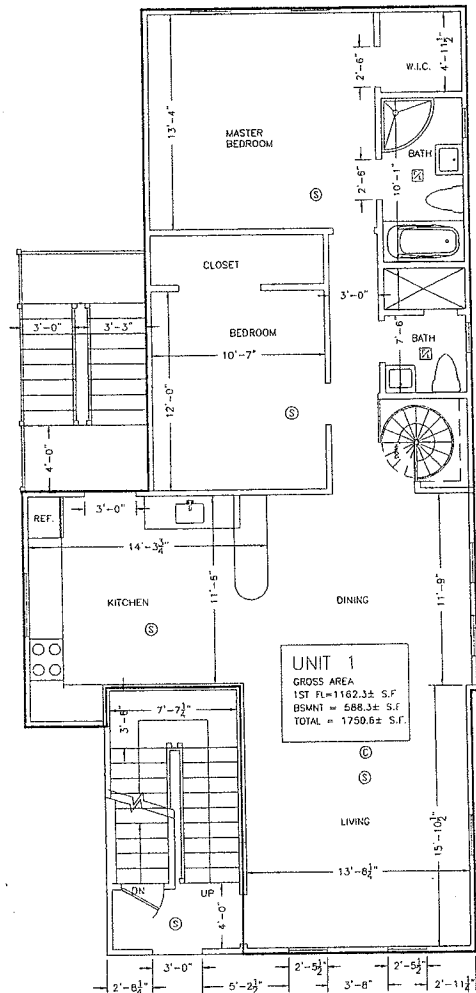 4'-11½"
W.I.C.
2'-6"
13'-4"
MASTER
BEDROOM
BATH
2'-6"
10'-1"
S
CLOSET
3'-0"
3'-0"
3'-3"
BEDROOM
7'-6"
BATH
10'-7"
12'-0"
S
4'-0"
DOWN
REF.
3'-0"
14'-3¾"
11'-9"
KITCHEN
DINING
S
UNIT 1
GROSS AREA
1ST FL=1162.3± S.F
BSMNT = 588.3± S.F.
TOTAL = 1750.6± S.F.
7'-7½"
C
S
LIVING
15'-10½"
13'-8¼"
DN
UP
4'-0"
S
3'-0"
2'-5½"
2'-5½"
2'-8¼"
5'-2½"
3'-8"
2'-11½"